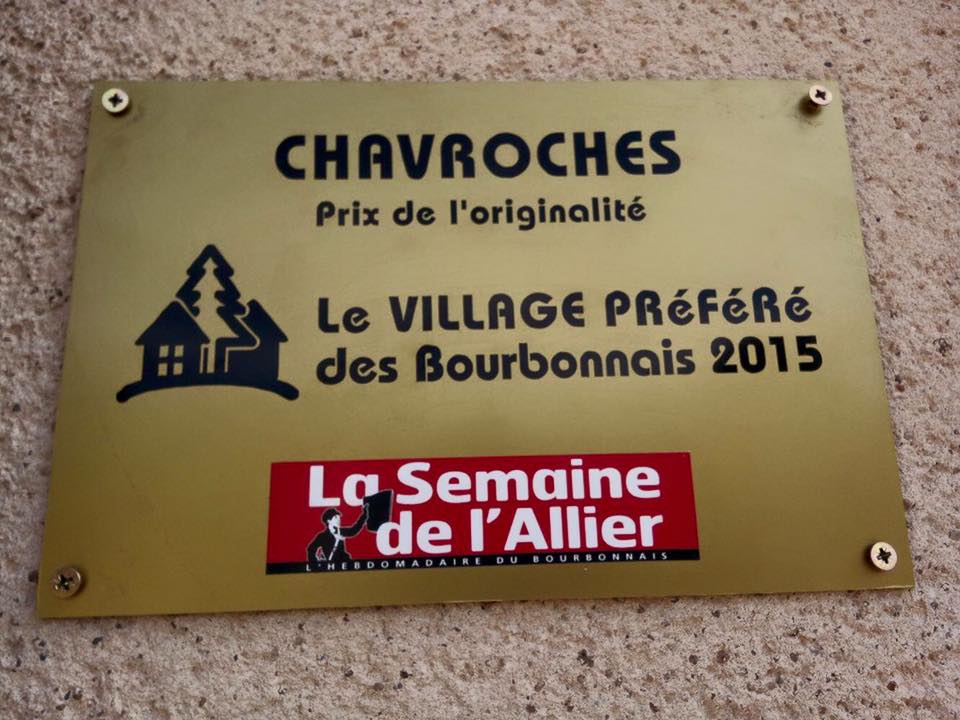 CHAVROCHES
Prix de l'originalité
Le VILLAGE PRéFéRé
des Bourbonnais 2015
La Semaine
de l'Allier
L'HEBDOMADAIRE DU BOURBONNAIS